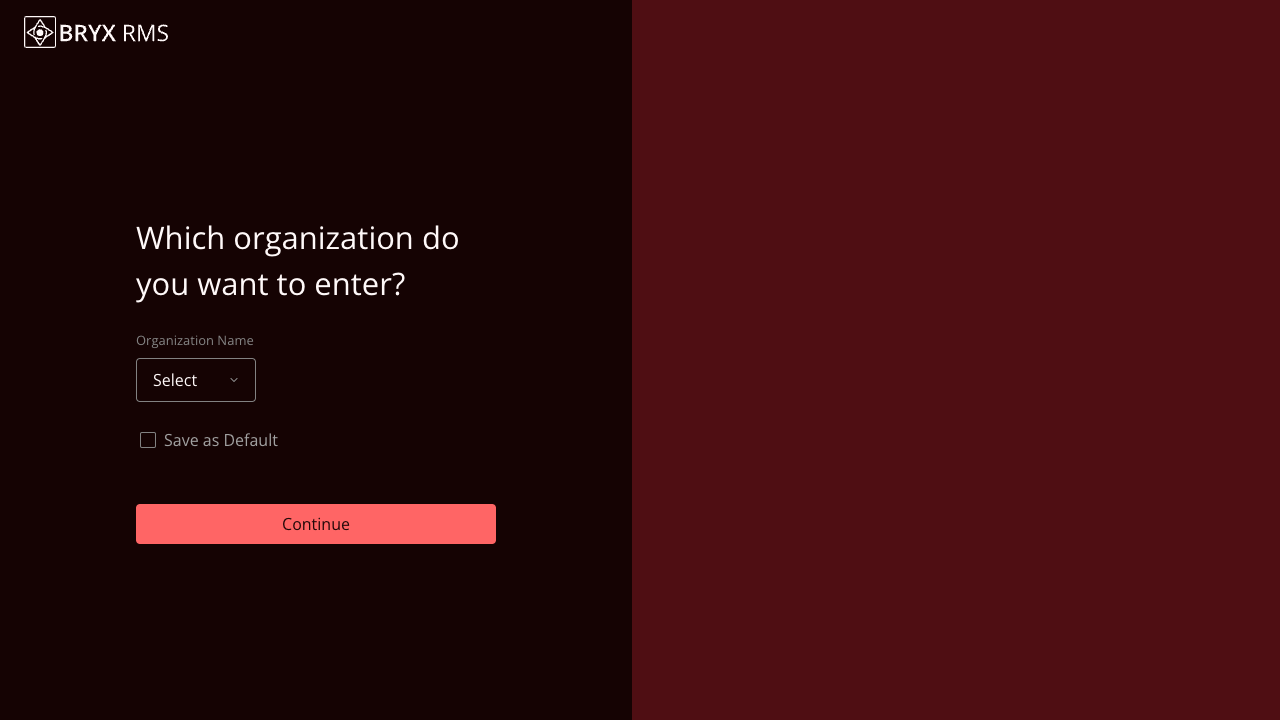 BRYX RMS
Which organization do
you want to enter?
Organization Name
Select
Save as Default
Continue